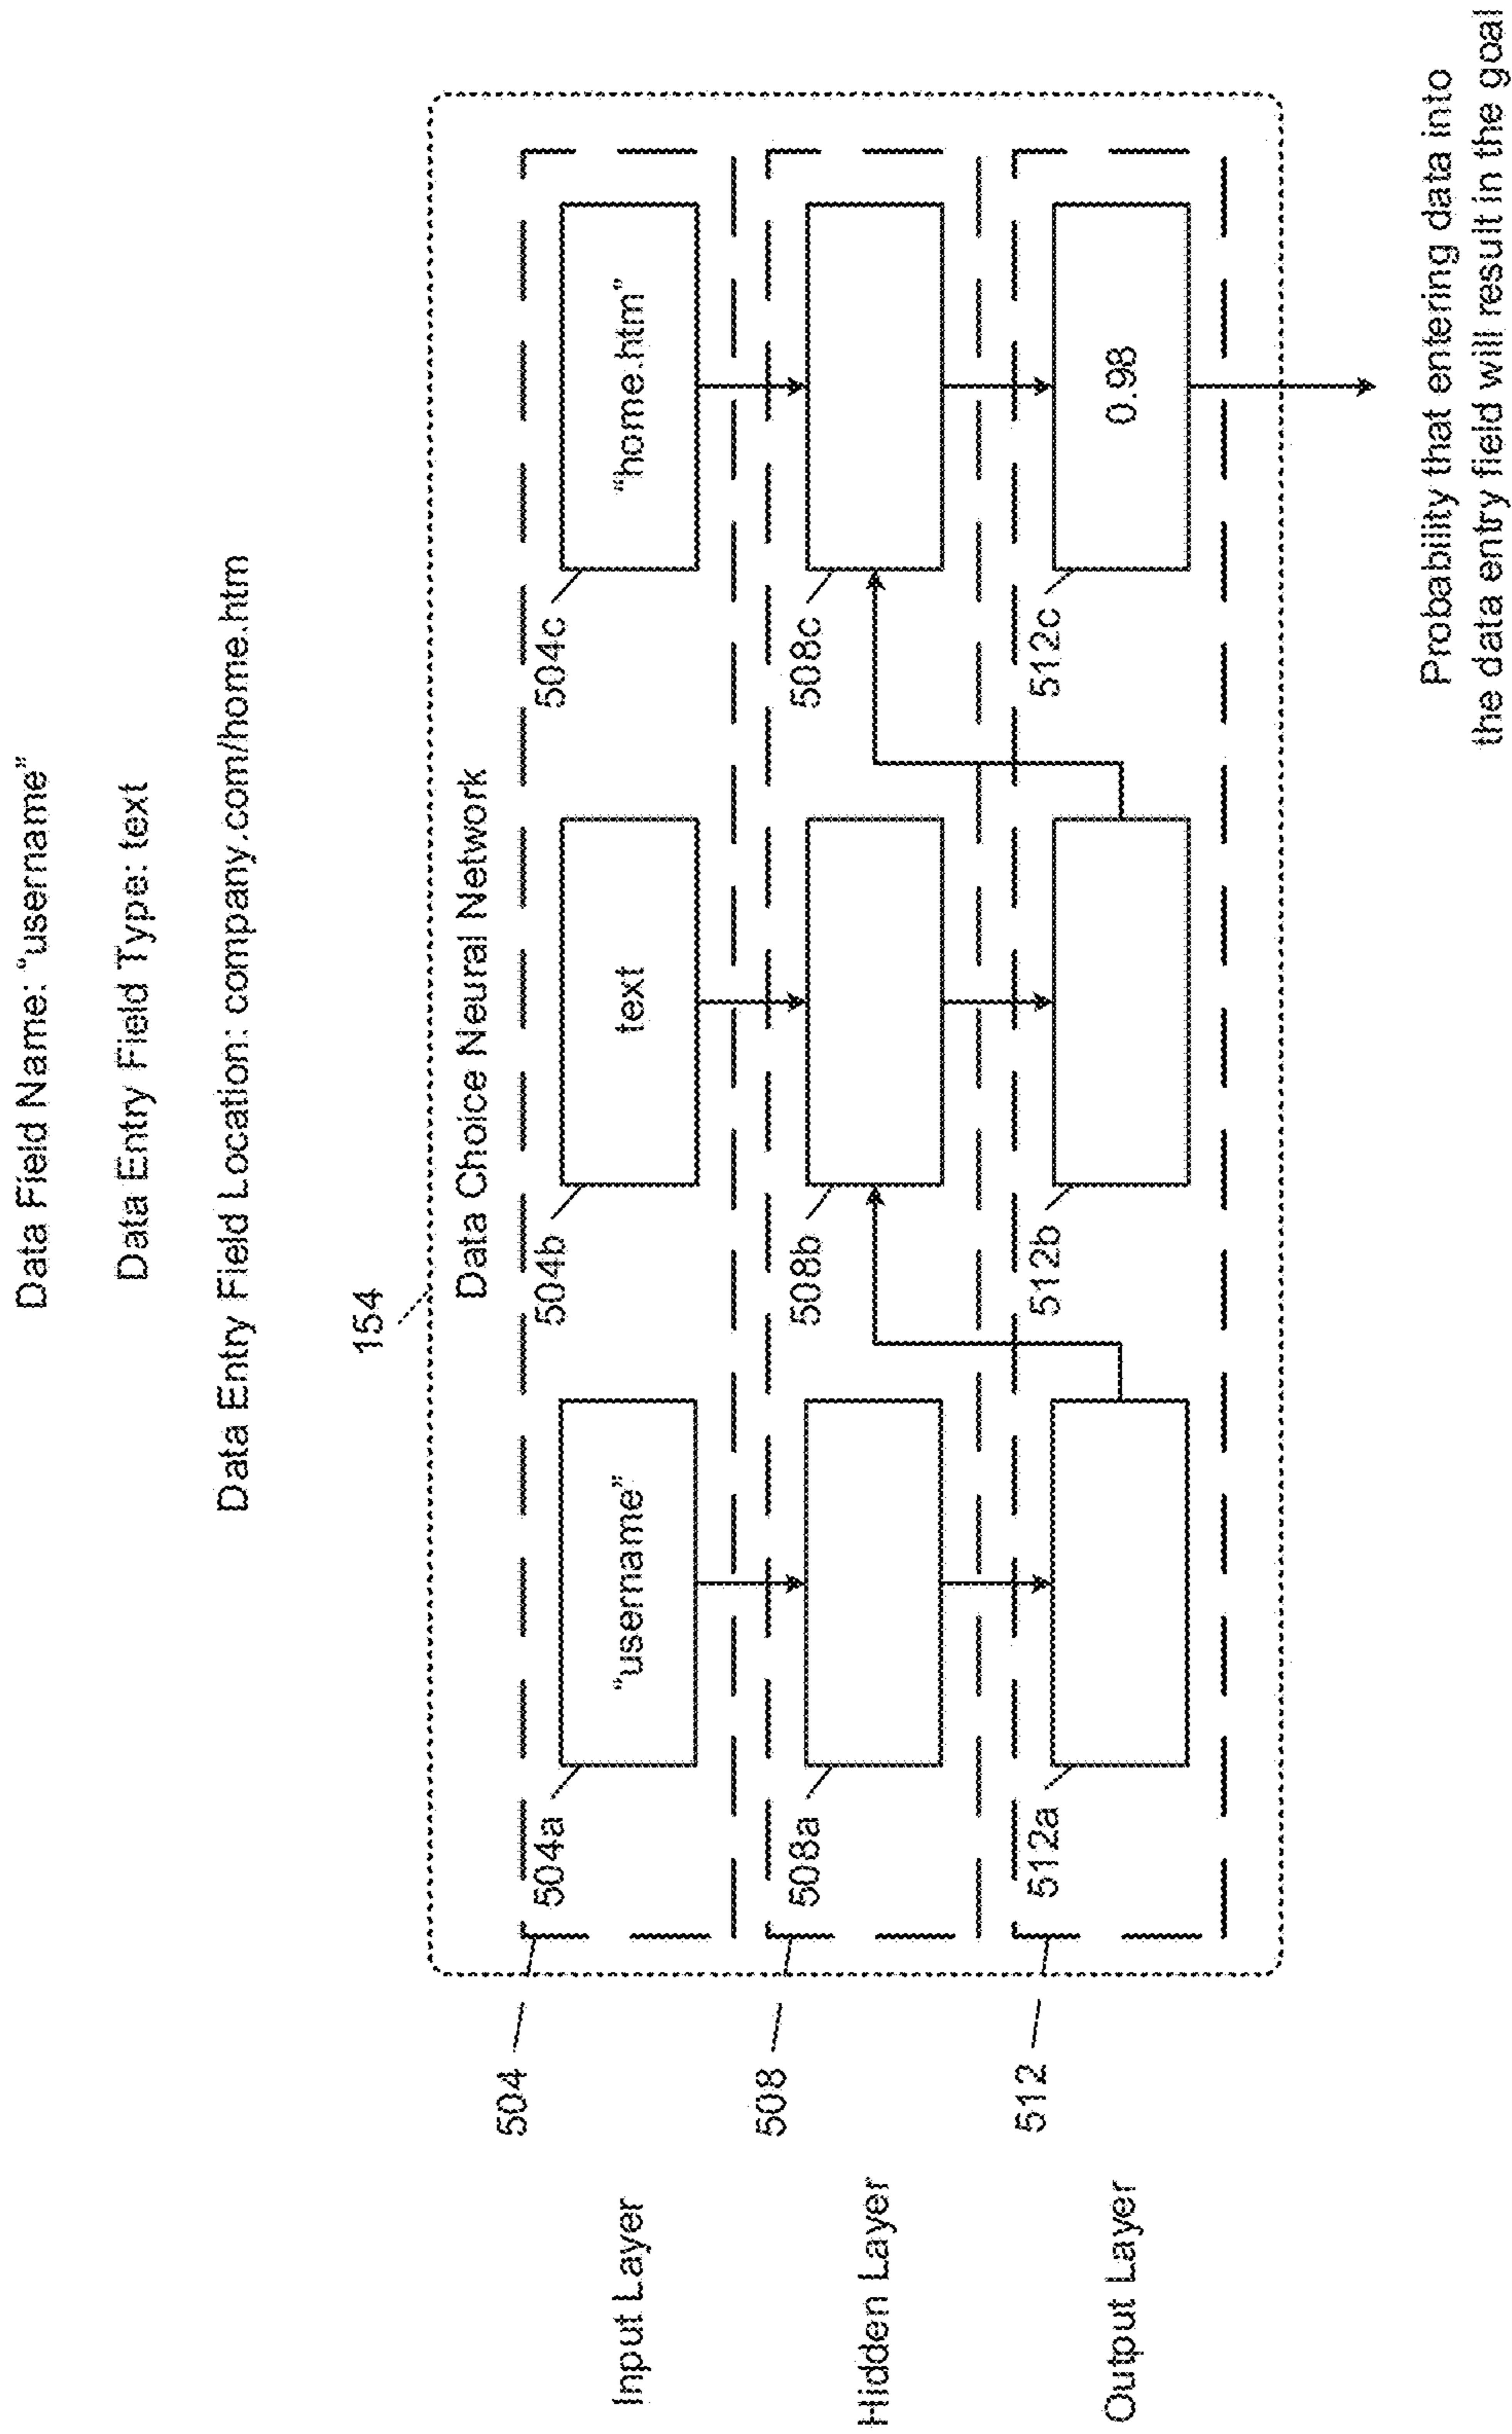 Data Field Name: “username”
Data Entry Field Type: text
Data Entry Field Location: company.com/home.htm
154
Data Choice Neural Network
504
Input Layer
504a
“username”
504b
text
504c
“home.htm”
508
Hidden Layer
508a
508b
508c
512
Output Layer
512a
512b
512c
0.98
Probability that entering data into
the data entry field will result in the goal